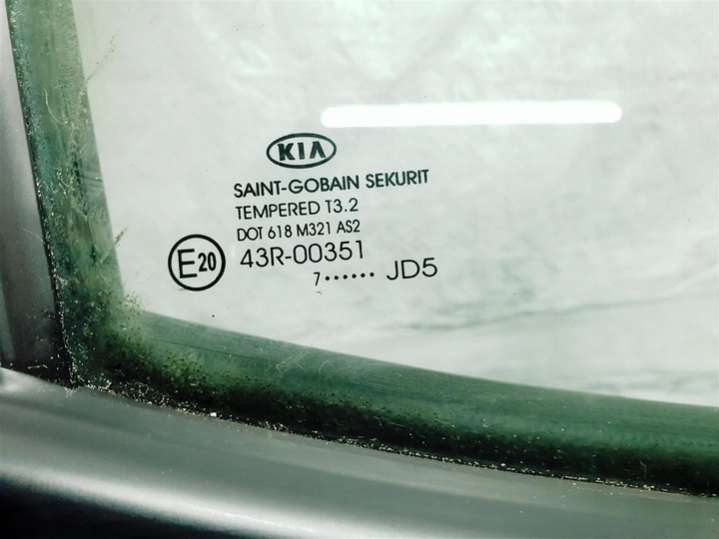 KIA
SAINT-GOBAIN SEKURIT
TEMPERED T3.2
DOT 618 M321 AS2
E20 43R-00351
7...... JD5